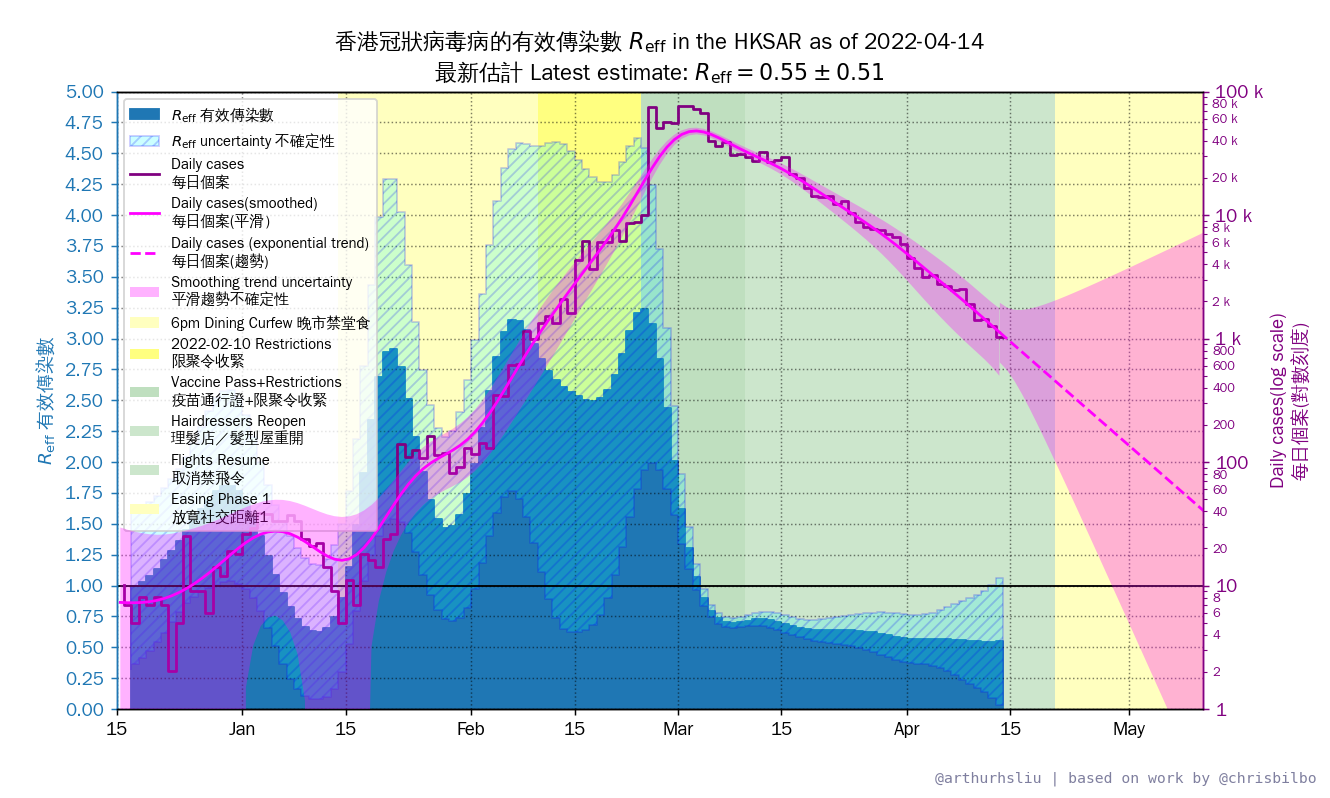 香港冠狀病毒病的有效傳染數 Reff in the HKSAR as of 2022-04-14
最新估計 Latest estimate: Reff = 0.55 ± 0.51
Reff 有效傳染數
Reff uncertainty 不確定性
Daily cases
每日個案
Daily cases(smoothed)
每日個案(平滑)
Daily cases (exponential trend)
每日個案(趨勢)
Smoothing trend uncertainty
平滑趨勢不確定性
6pm Dining Curfew 晚市禁堂食
2022-02-10 Restrictions
限聚令收緊
Vaccine Pass+Restrictions
疫苗通行證+限聚令收緊
Hairdressers Reopen
理髮店／髮型屋重開
Flights Resume
取消禁飛令
Easing Phase 1
放寬社交距離1
Reff 有效傳染數
5.00
4.75
4.50
4.25
4.00
3.75
3.50
3.25
3.00
2.75
2.50
2.25
2.00
1.75
1.50
1.25
1.00
0.75
0.50
0.25
0.00
15
Jan
15
Feb
15
Mar
15
Apr
15
May
100 k
80 k
60 k
40 k
20 k
10 k
8 k
6 k
4 k
2 k
1 k
800
600
400
200
100
80
60
40
20
10
8
6
4
2
1
Daily cases(log scale)
每日個案(對數刻度)
@arthurhsliu | based on work by @chrisbilbo